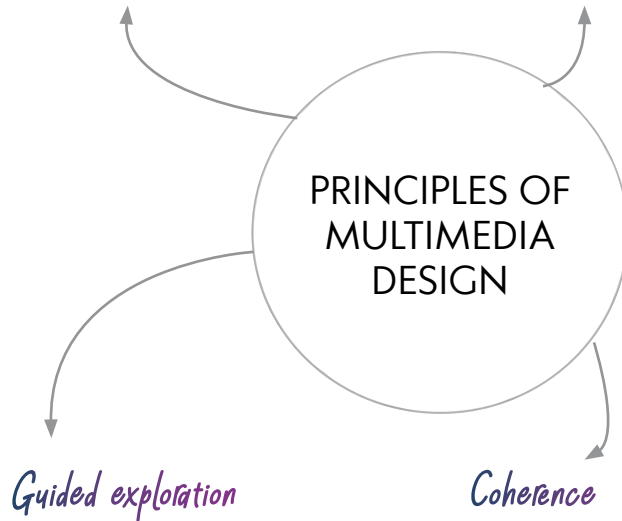 PRINCIPLES OF
MULTIMEDIA
DESIGN
Guided exploration
Coherence